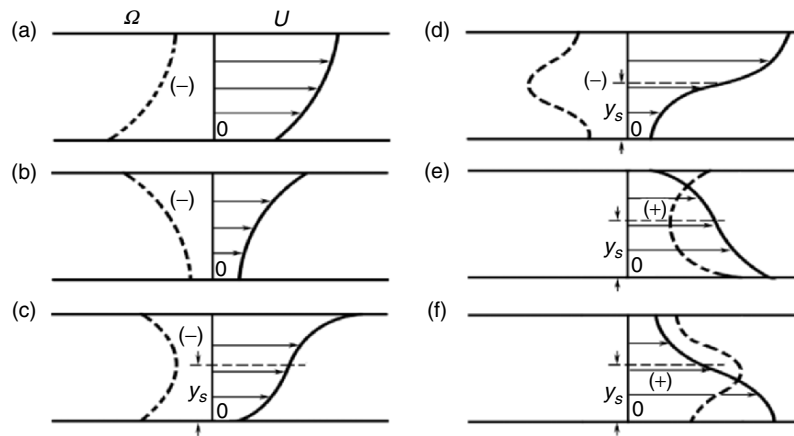 Ω U
(a)
(–)
0
(b)
(–)
0
(c)
(–)
y_s
0
(d)
(–)
y_s
0
(e)
(+)
y_s
0
(f)
(+)
y_s
0